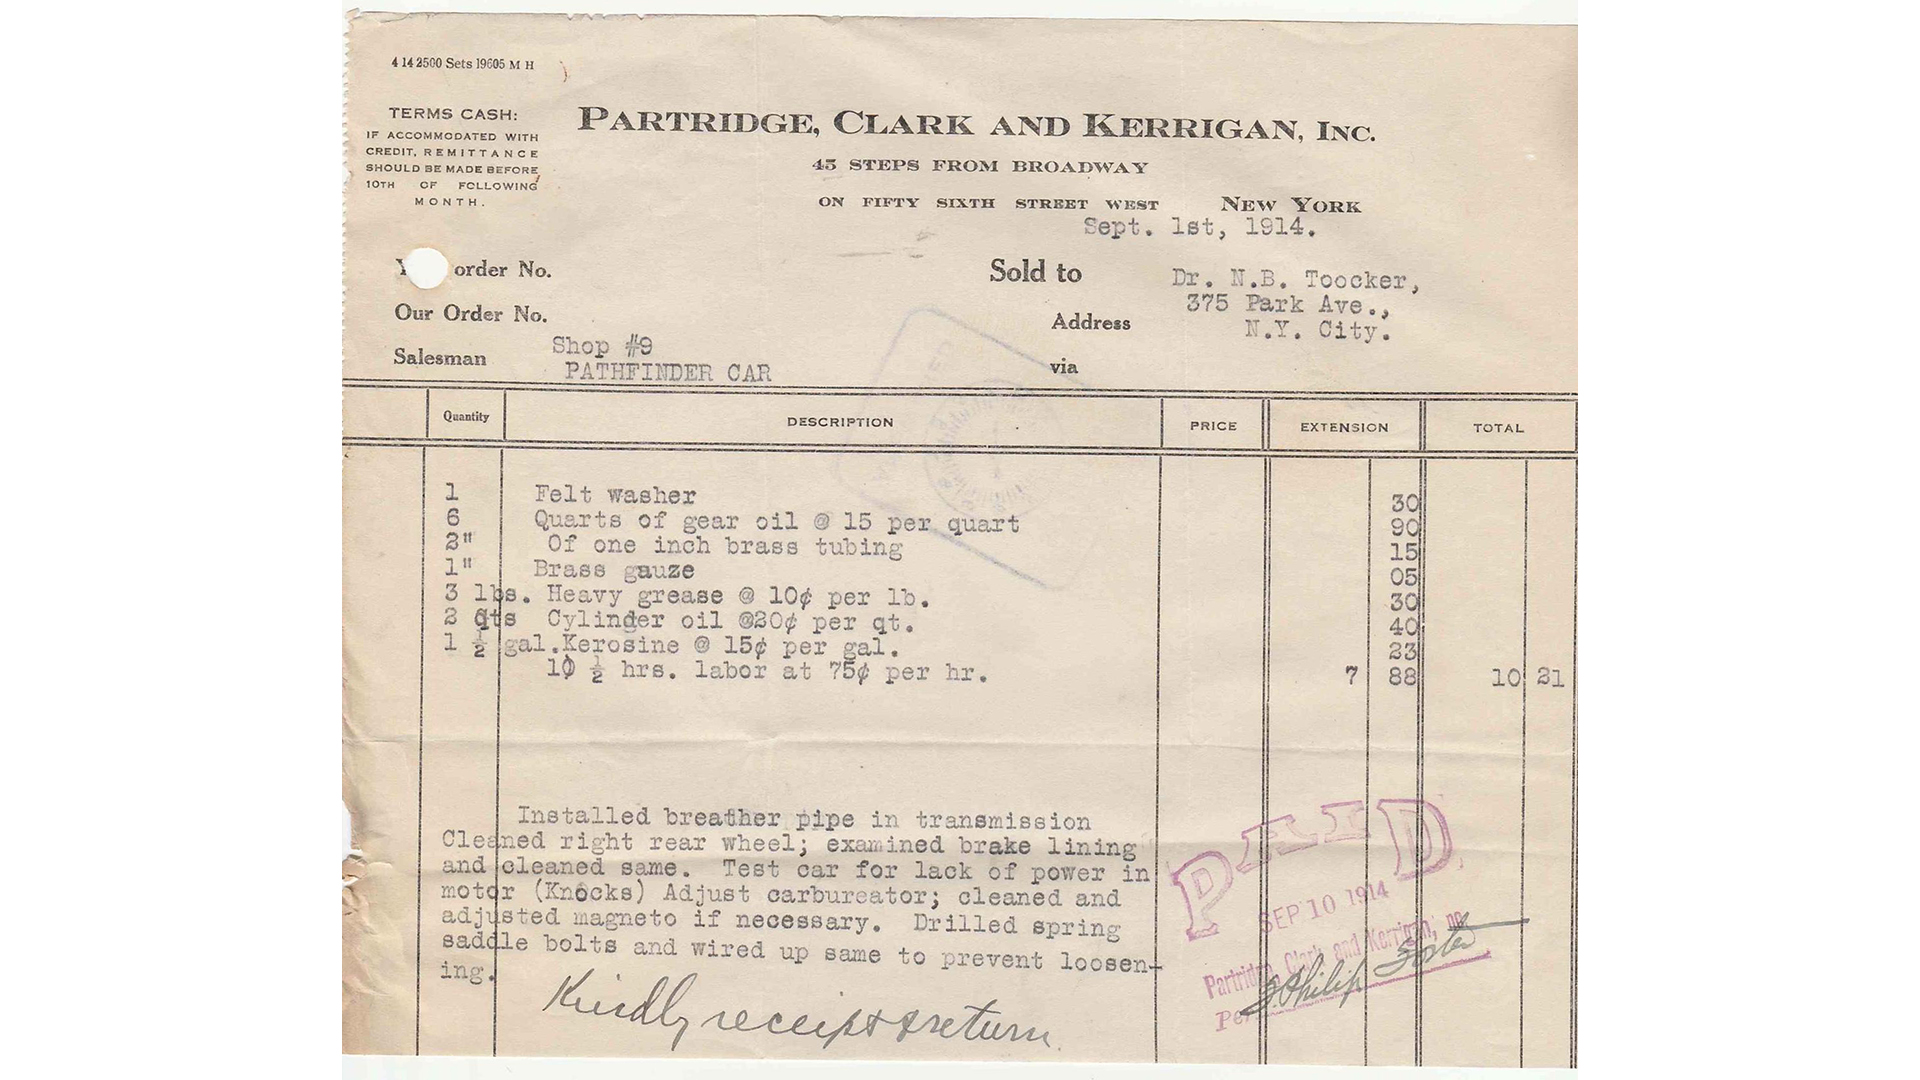 4 14 2500 Sets 19605 M H
TERMS CASH:
IF ACCOMMODATED WITH
CREDIT, REMITTANCE
SHOULD BE MADE BEFORE
10TH OF FOLLOWING
MONTH.
PARTRIDGE, CLARK AND KERRIGAN, INC.
45 STEPS FROM BROADWAY
ON FIFTY SIXTH STREET WEST NEW YORK
Sept. 1st, 1914.
order No.
Sold to Dr. N.B. Toocker,
375 Park Ave.,
Our Order No.
Address N.Y. City.
Salesman Shop #9
PATHFINDER CAR
via
Quantity DESCRIPTION PRICE EXTENSION TOTAL
1 Felt washer 30
6 Quarts of gear oil @ 15 per quart 90
2" Of one inch brass tubing 15
1" Brass gauze 05
3 lbs. Heavy grease @ 10¢ per lb. 30
2 qts Cylinder oil @20¢ per qt. 40
1 ½ gal.Kerosine @ 15¢ per gal. 23
10 ½ hrs. labor at 75¢ per hr. 7 88 10 21
Installed breather pipe in transmission
Cleaned right rear wheel; examined brake lining
and cleaned same. Test car for lack of power in
motor (Knocks) Adjust carbureator; cleaned and
adjusted magneto if necessary. Drilled spring
saddle bolts and wired up same to prevent loosen-
ing.
Kindly receipt & return
PAID
SEP 10 1914
Partridge, Clark and Kerrigan, Inc
Per Philip Foster